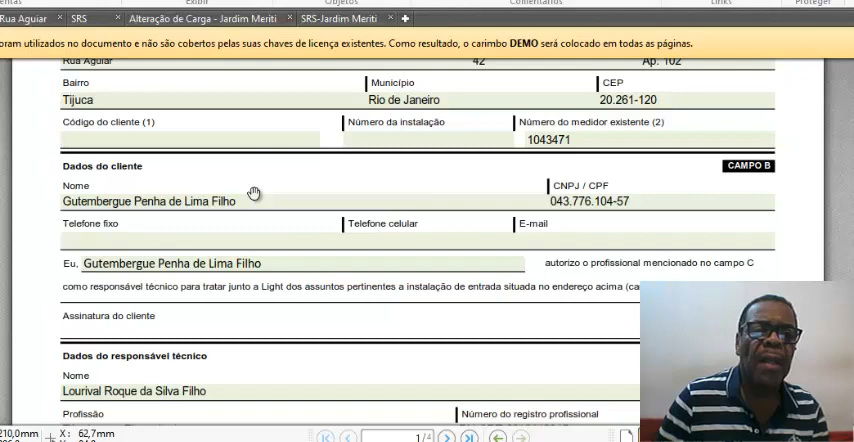 Exibir Objetos Comentários Links Proteger
Rua Aguiar SRS Alteração de Carga - Jardim Meriti SRS-Jardim Meriti
oram utilizados no documento e não são cobertos pelas suas chaves de licença existentes. Como resultado, o carimbo DEMO será colocado em todas as páginas.
Rua Aguiar 42 Ap. 102
Bairro Município CEP
Tijuca Rio de Janeiro 20.261-120
Código do cliente (1) Número da instalação Número do medidor existente (2)
1043471
Dados do cliente CAMPO B
Nome CNPJ / CPF
Gutembergue Penha de Lima Filho 043.776.104-57
Telefone fixo Telefone celular E-mail
Eu, Gutembergue Penha de Lima Filho autorizo o profissional mencionado no campo C
como responsável técnico para tratar junto a Light dos assuntos pertinentes a instalação de entrada situada no endereço acima
Assinatura do cliente
Dados do responsável técnico
Nome
Lourival Roque da Silva Filho
Profissão Número do registro profissional
210,0mm X: 62,7mm 1/4